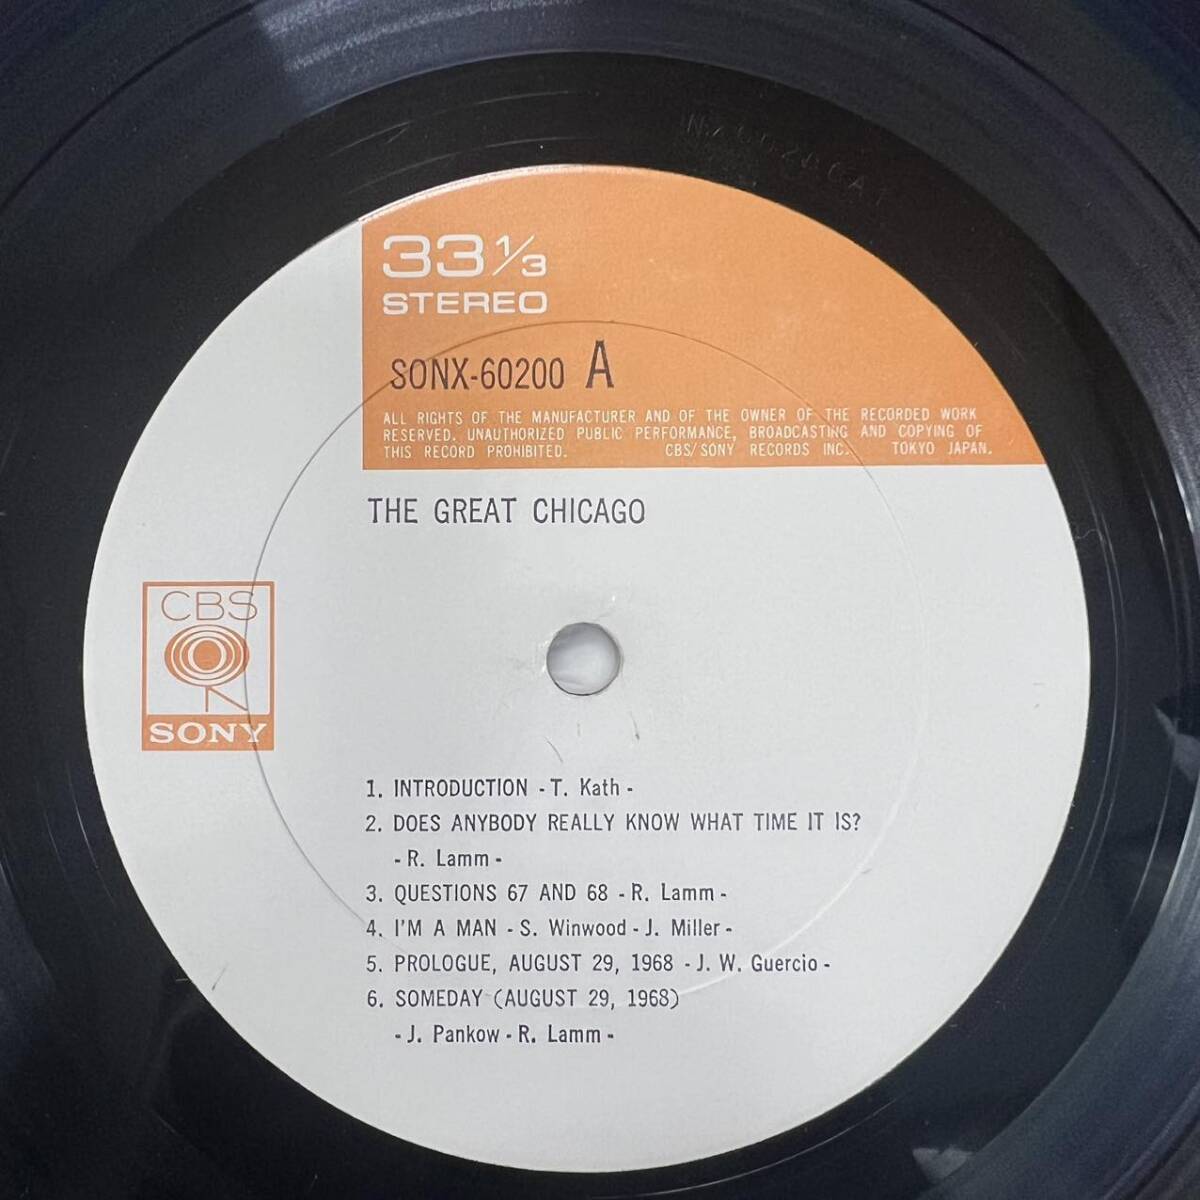 33 1/3
STEREO
SONX-60200 A
ALL RIGHTS OF THE MANUFACTURER AND OF THE OWNER OF THE RECORDED WORK
RESERVED. UNAUTHORIZED PUBLIC PERFORMANCE, BROADCASTING AND COPYING OF
THIS RECORD PROHIBITED. CBS/SONY RECORDS INC. TOKYO JAPAN.
THE GREAT CHICAGO
CBS
SONY
1. INTRODUCTION - T. Kath -
2. DOES ANYBODY REALLY KNOW WHAT TIME IT IS?
- R. Lamm -
3. QUESTIONS 67 AND 68 - R. Lamm -
4. I'M A MAN - S. Winwood - J. Miller -
5. PROLOGUE, AUGUST 29, 1968 - J. W. Guercio -
6. SOMEDAY (AUGUST 29, 1968)
- J. Pankow - R. Lamm -